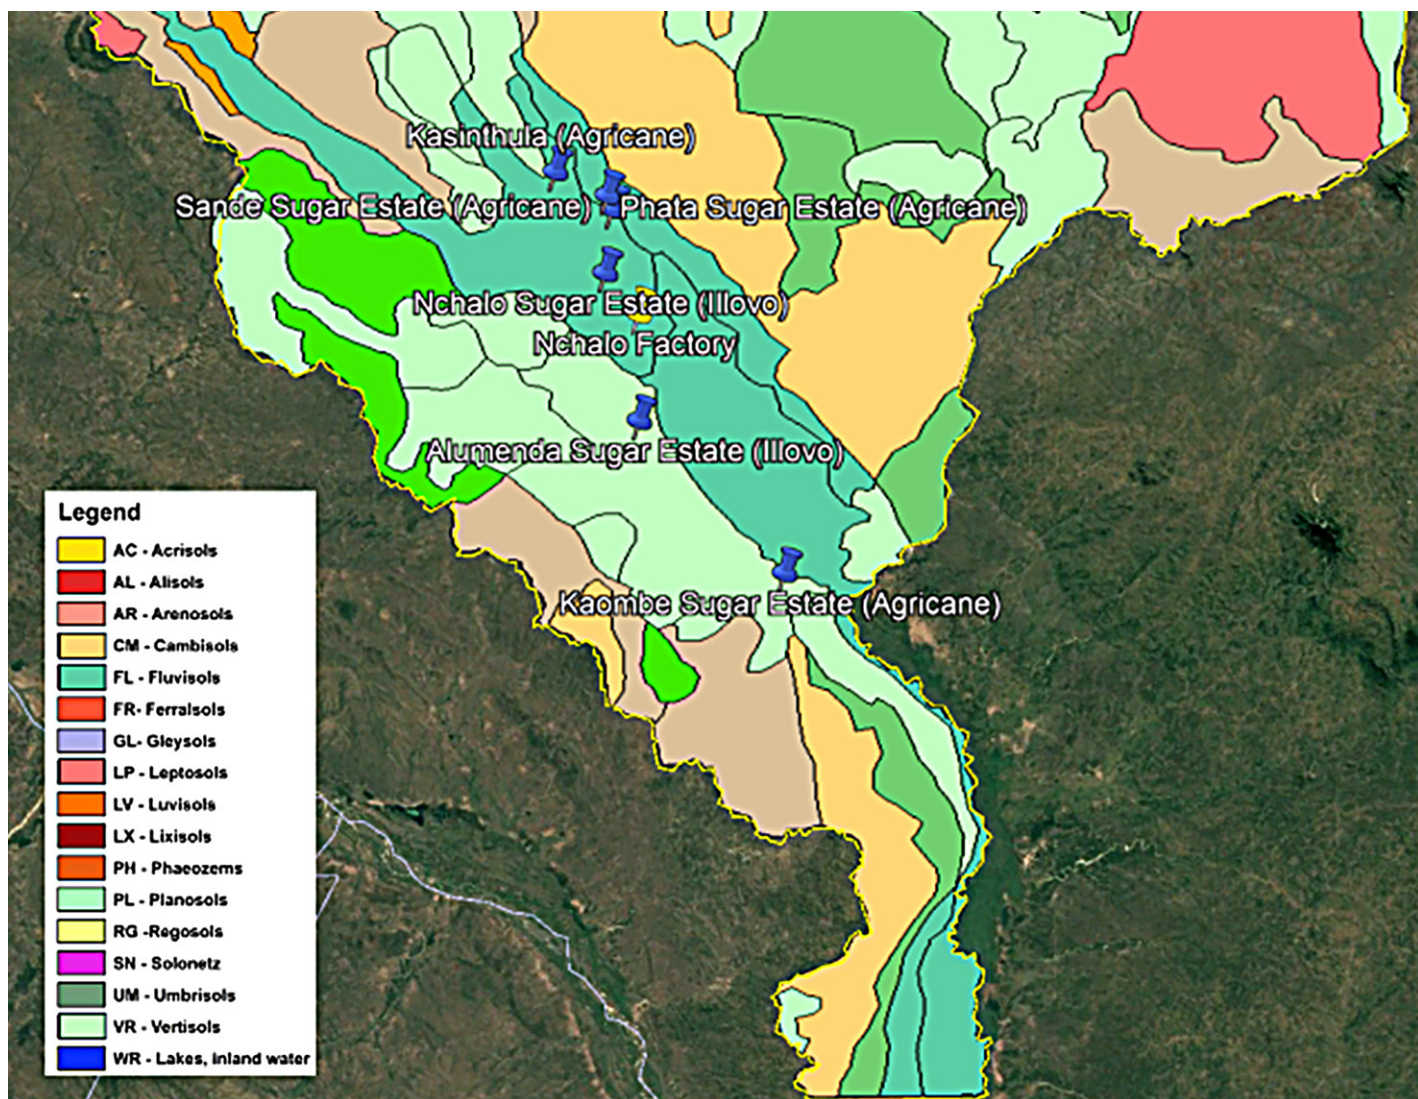 Kasinthula (Agricane)
Sande Sugar Estate (Agricane)
Phata Sugar Estate (Agricane)
Nchalo Sugar Estate (Illovo)
Nchalo Factory
Alumenda Sugar Estate (Illovo)
Kaombe Sugar Estate (Agricane)
Legend
AC - Acrisols
AL - Alisols
AR - Arenosols
CM - Cambisols
FL - Fluvisols
FR- Ferralsols
GL- Gleysols
LP - Leptosols
LV - Luvisols
LX - Lixisols
PH - Phaeozems
PL - Planosols
RG -Regosols
SN - Solonetz
UM - Umbrisols
VR - Vertisols
WR - Lakes, inland water